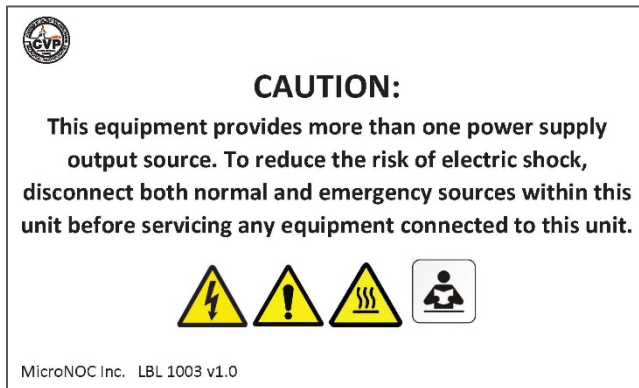 CVP
CAUTION:
This equipment provides more than one power supply
output source. To reduce the risk of electric shock,
disconnect both normal and emergency sources within this
unit before servicing any equipment connected to this unit.
MicroNOC Inc. LBL 1003 v1.0